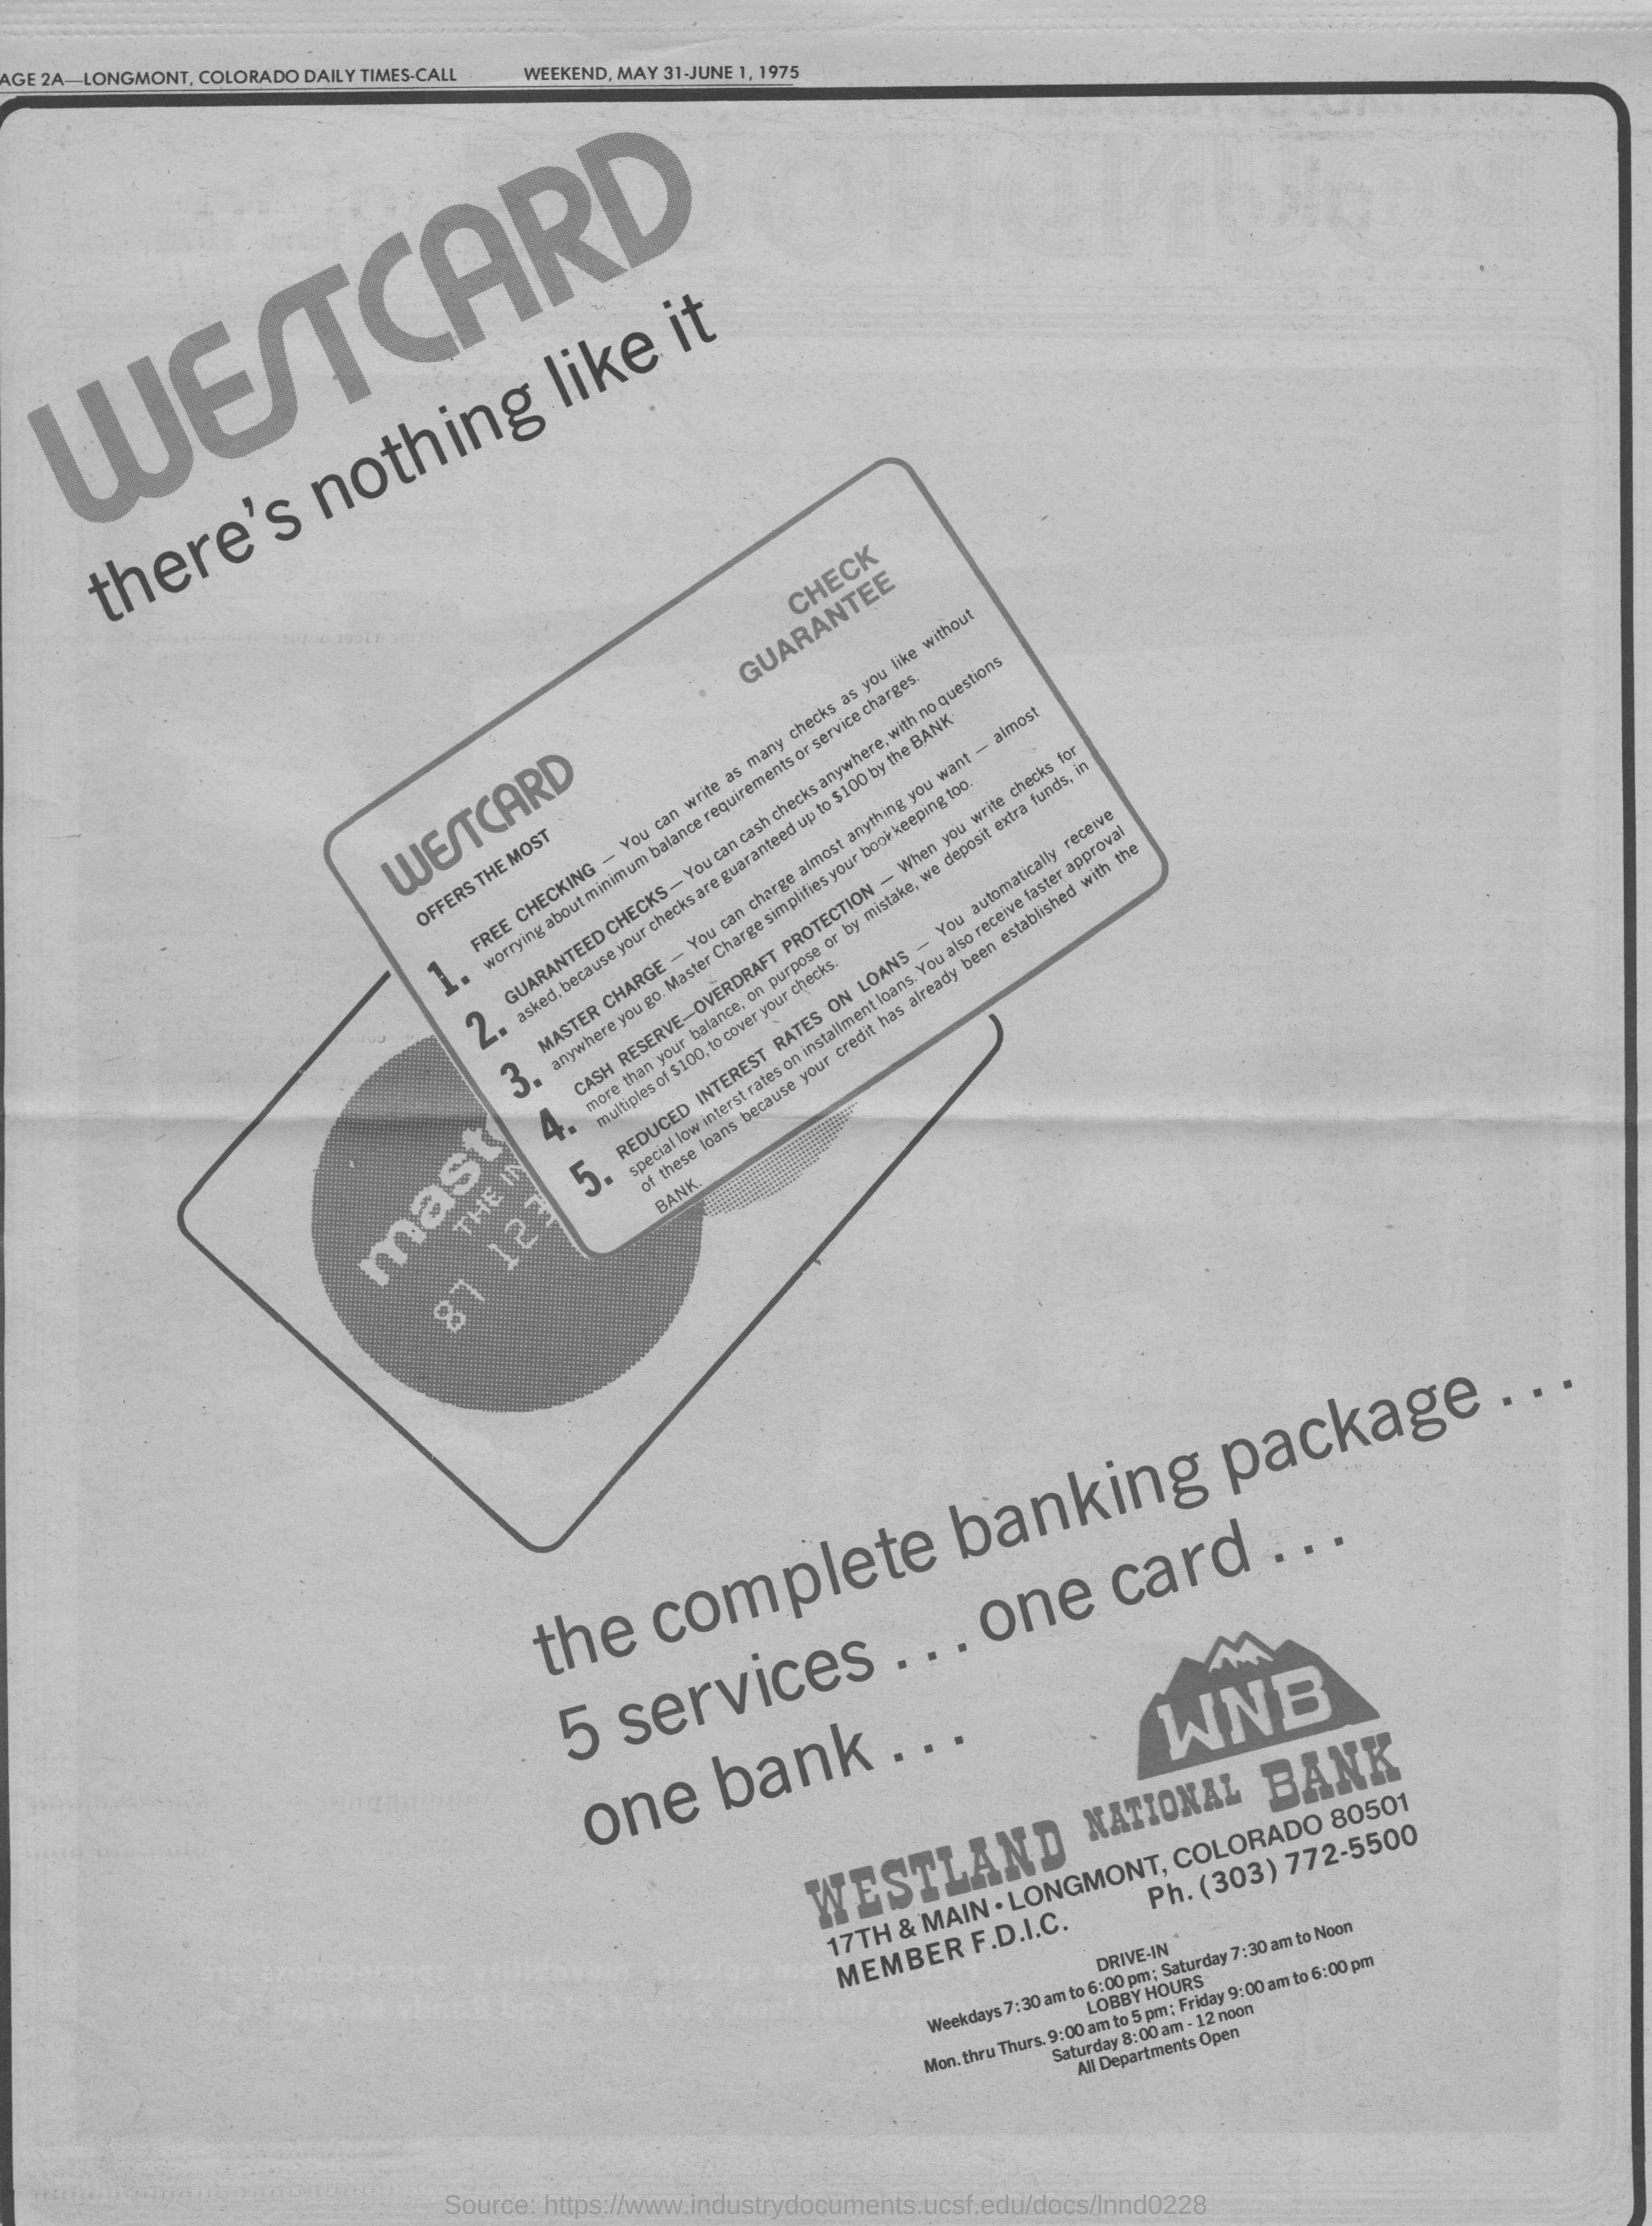 AGE 2A—LONGMONT, COLORADO DAILY TIMES-CALL WEEKEND, MAY 31-JUNE 1, 1975
WESTCARD
there's nothing like it
CHECK
GUARANTEE
WESTCARD
OFFERS THE MOST
1. FREE CHECKING — You can write as many checks as you like without
worrying about minimum balance requirements or service charges.
2. GUARANTEED CHECKS — You can cash checks anywhere, with no questions
asked, because your checks are guaranteed up to $100 by the BANK
3. MASTER CHARGE — You can charge almost anything you want — almost
anywhere you go. Master Charge simplifies your bookkeeping too.
4. CASH RESERVE—OVERDRAFT PROTECTION — When you write checks for
more than your balance, on purpose or by mistake, we deposit extra funds, in
multiples of $100, to cover your checks.
5. REDUCED INTEREST RATES ON LOANS — You automatically receive
special low interst rates on installment loans. You also receive faster approval
of these loans because your credit has already been established with the
BANK.
mast
THE IN
87 123
the complete banking package . . .
5 services . . . one card . . .
one bank . . .
WNB
WESTLAND NATIONAL BANK
17TH & MAIN • LONGMONT, COLORADO 80501
MEMBER F.D.I.C. Ph. (303) 772-5500
DRIVE-IN
Weekdays 7:30 am to 6:00 pm; Saturday 7:30 am to Noon
LOBBY HOURS
Mon. thru Thurs. 9:00 am to 5 pm; Friday 9:00 am to 6:00 pm
Saturday 8:00 am - 12 noon
All Departments Open
Source: https://www.industrydocuments.ucsf.edu/docs/lnnd0228